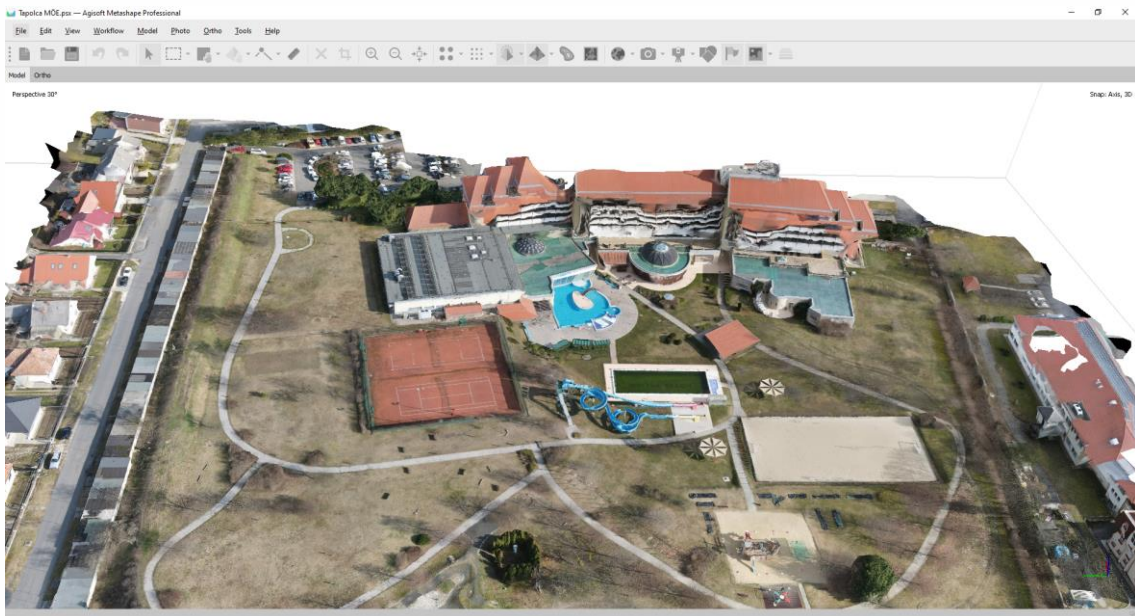 Tapolca MÖE.psx — Agisoft Metashape Professional
File Edit View Workflow Model Photo Ortho Tools Help
Model Ortho
Perspective 30°
Snap: Axis, 3D